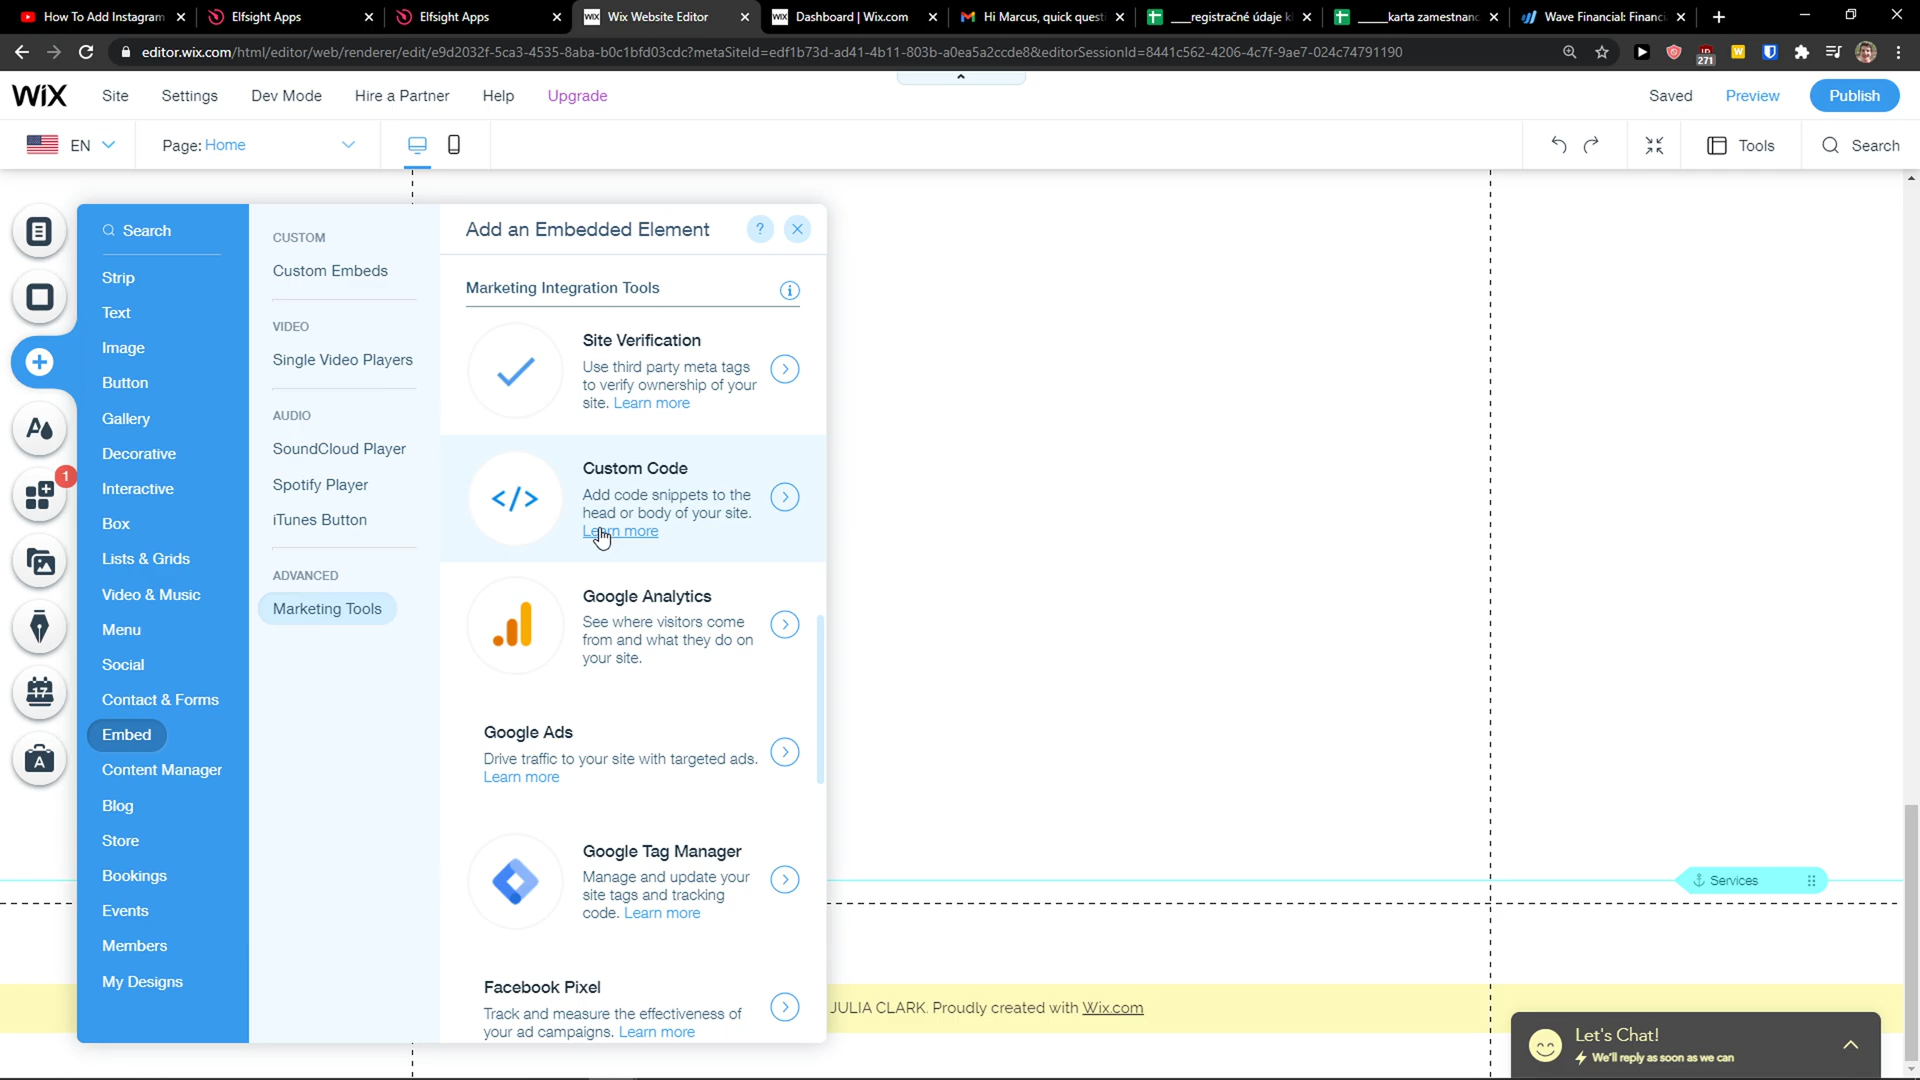 How To Add Instagram
Elfsight Apps
Elfsight Apps
WIX
Wix Website Editor
WIX
Dashboard | Wix.com
Hi Marcus, quick questi
___registračné údaje k
____karta zamestnanc
Wave Financial: Financi
editor.wix.com/html/editor/web/renderer/edit/e9d2032f-5ca3-4535-8aba-b0c1bfd03cdc?metaSiteId=edf1b73d-ad41-4b11-803b-a0ea5a2ccde8&editorSessionId=8441c562-4206-4c7f-9ae7-024c74791190
271
WiX
Site
Settings
Dev Mode
Hire a Partner
Help
Upgrade
Saved
Preview
Publish
EN
Page: Home
Tools
Search
1
17
A
Search
Strip
Text
Image
Button
Gallery
Decorative
Interactive
Box
Lists & Grids
Video & Music
Menu
Social
Contact & Forms
Embed
Content Manager
Blog
Store
Bookings
Events
Members
My Designs
CUSTOM
Custom Embeds
VIDEO
Single Video Players
AUDIO
SoundCloud Player
Spotify Player
iTunes Button
ADVANCED
Marketing Tools
Add an Embedded Element
?
Marketing Integration Tools
Site Verification
Use third party meta tags
to verify ownership of your
site. Learn more
</>
Custom Code
Add code snippets to the
head or body of your site.
Learn more
Google Analytics
See where visitors come
from and what they do on
your site.
Google Ads
Drive traffic to your site with targeted ads.
Learn more
Google Tag Manager
Manage and update your
site tags and tracking
code. Learn more
Facebook Pixel
Track and measure the effectiveness of
your ad campaigns. Learn more
Services
JULIA CLARK. Proudly created with Wix.com
Let's Chat!
We'll reply as soon as we can